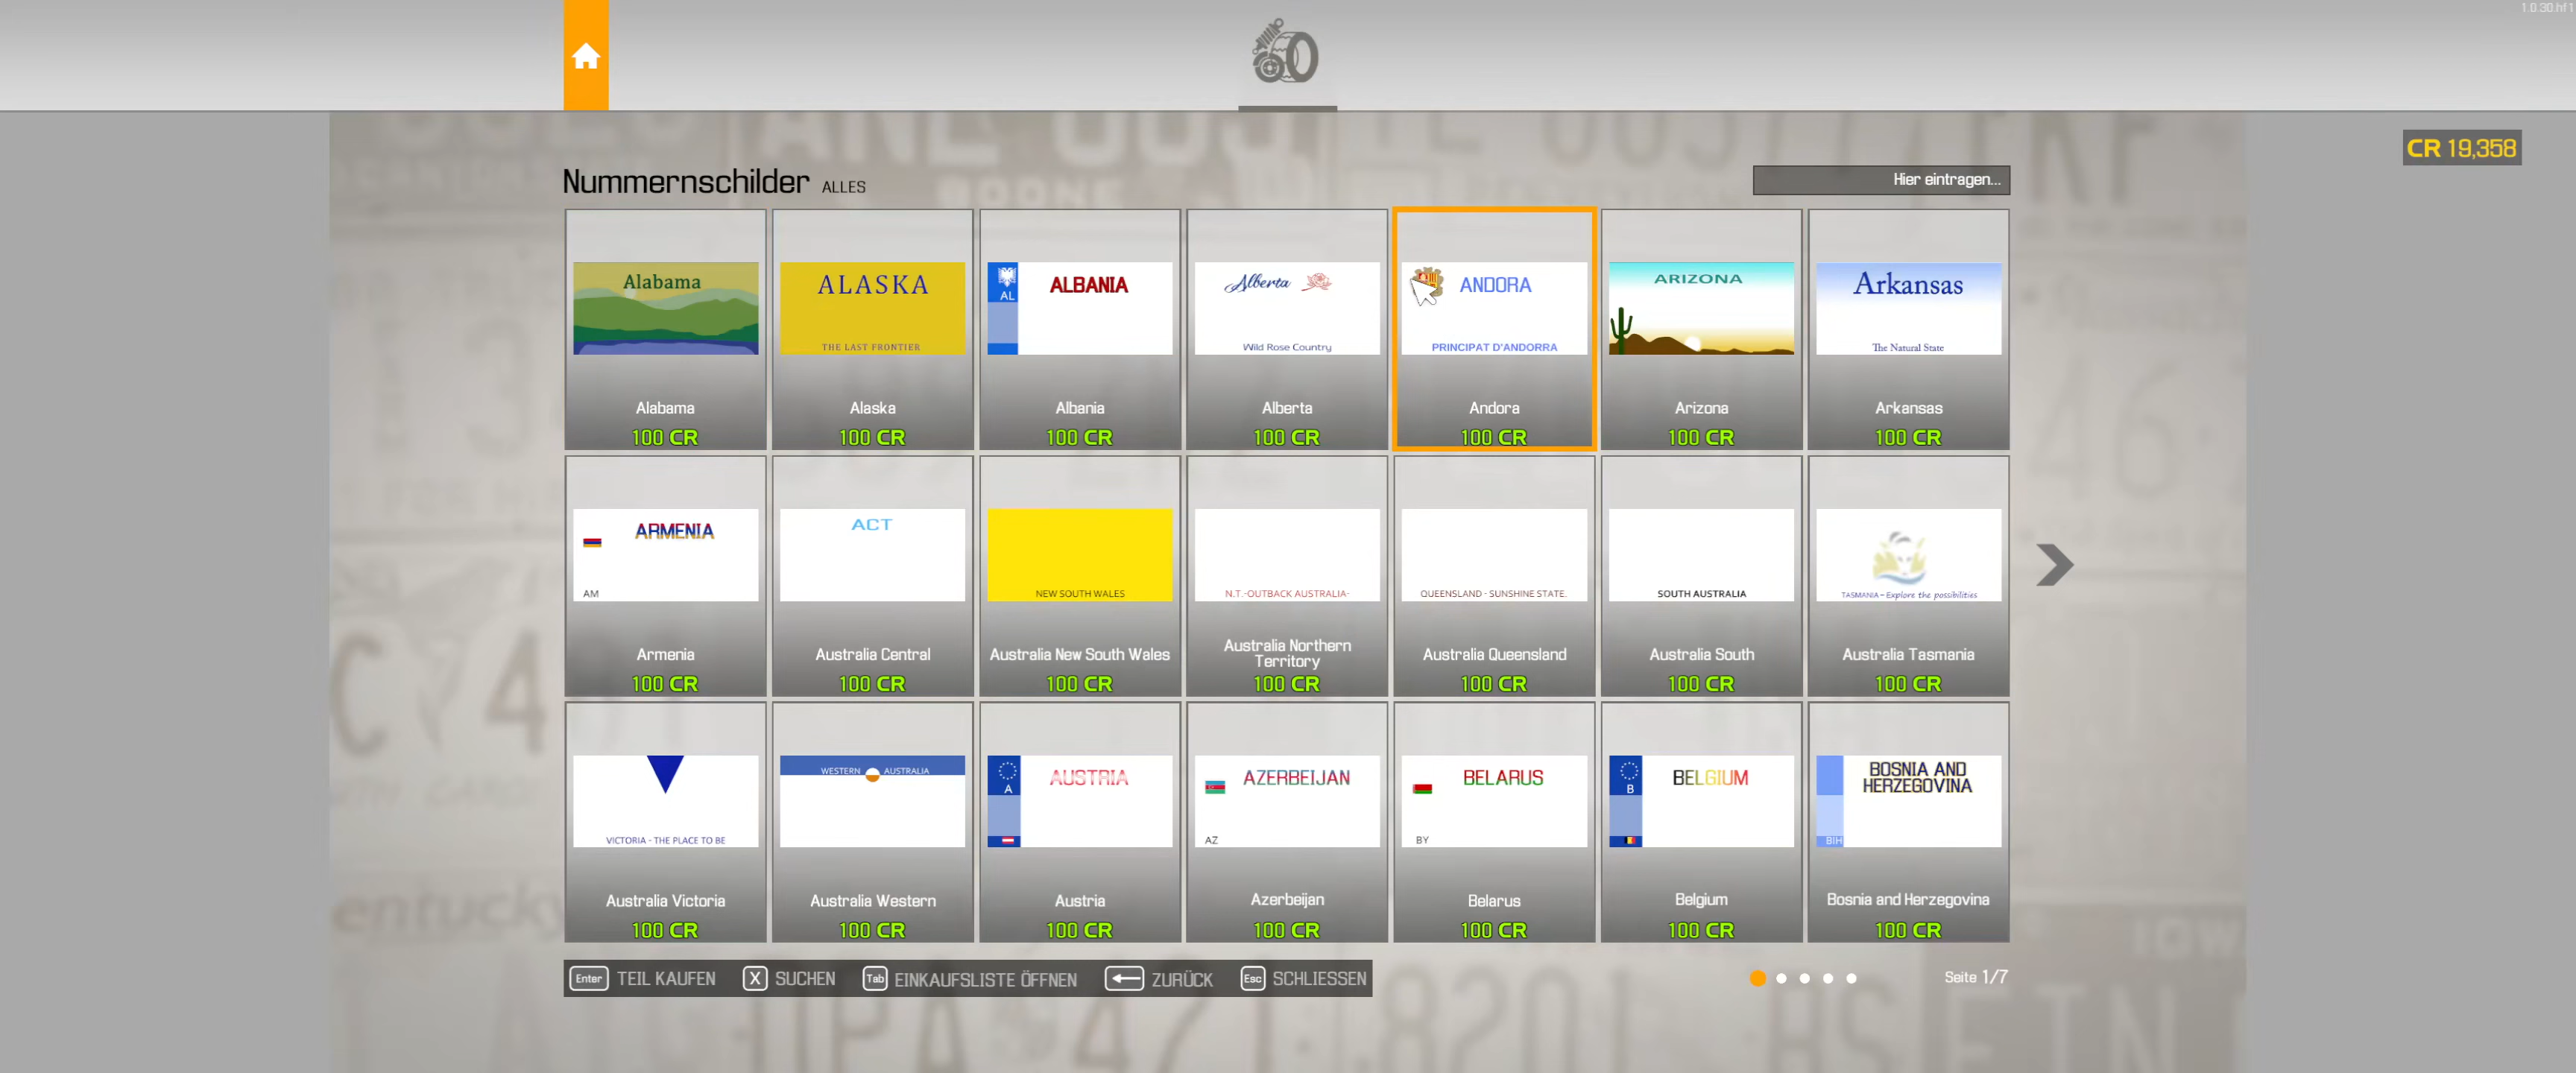 1.0.30.hf1
CR 19,358
Nummernschilder ALLES
Hier eintragen...
Alabama
Alabama
100 CR
ALASKA
THE LAST FRONTIER
Alaska
100 CR
AL
ALBANIA
Albania
100 CR
Alberta
Wild Rose Country
Alberta
100 CR
ANDORA
PRINCIPAT D'ANDORRA
Andora
100 CR
ARIZONA
Arizona
100 CR
Arkansas
The Natural State
Arkansas
100 CR
ARMENIA
AM
Armenia
100 CR
ACT
Australia Central
100 CR
NEW SOUTH WALES
Australia New South Wales
100 CR
N.T.-OUTBACK AUSTRALIA-
Australia Northern
Territory
100 CR
QUEENSLAND - SUNSHINE STATE.
Australia Queensland
100 CR
SOUTH AUSTRALIA
Australia South
100 CR
TASMANIA – Explore the possibilities
Australia Tasmania
100 CR
VICTORIA - THE PLACE TO BE
Australia Victoria
100 CR
WESTERN AUSTRALIA
Australia Western
100 CR
A
AUSTRIA
Austria
100 CR
AZERBEIJAN
AZ
Azerbeijan
100 CR
BELARUS
BY
Belarus
100 CR
B
BELGIUM
Belgium
100 CR
BOSNIA AND
HERZEGOVINA
BIH
Bosnia and Herzegovina
100 CR
Enter TEIL KAUFEN X SUCHEN Tab EINKAUFSLISTE ÖFFNEN ZURÜCK Esc SCHLIESSEN
Seite 1/7